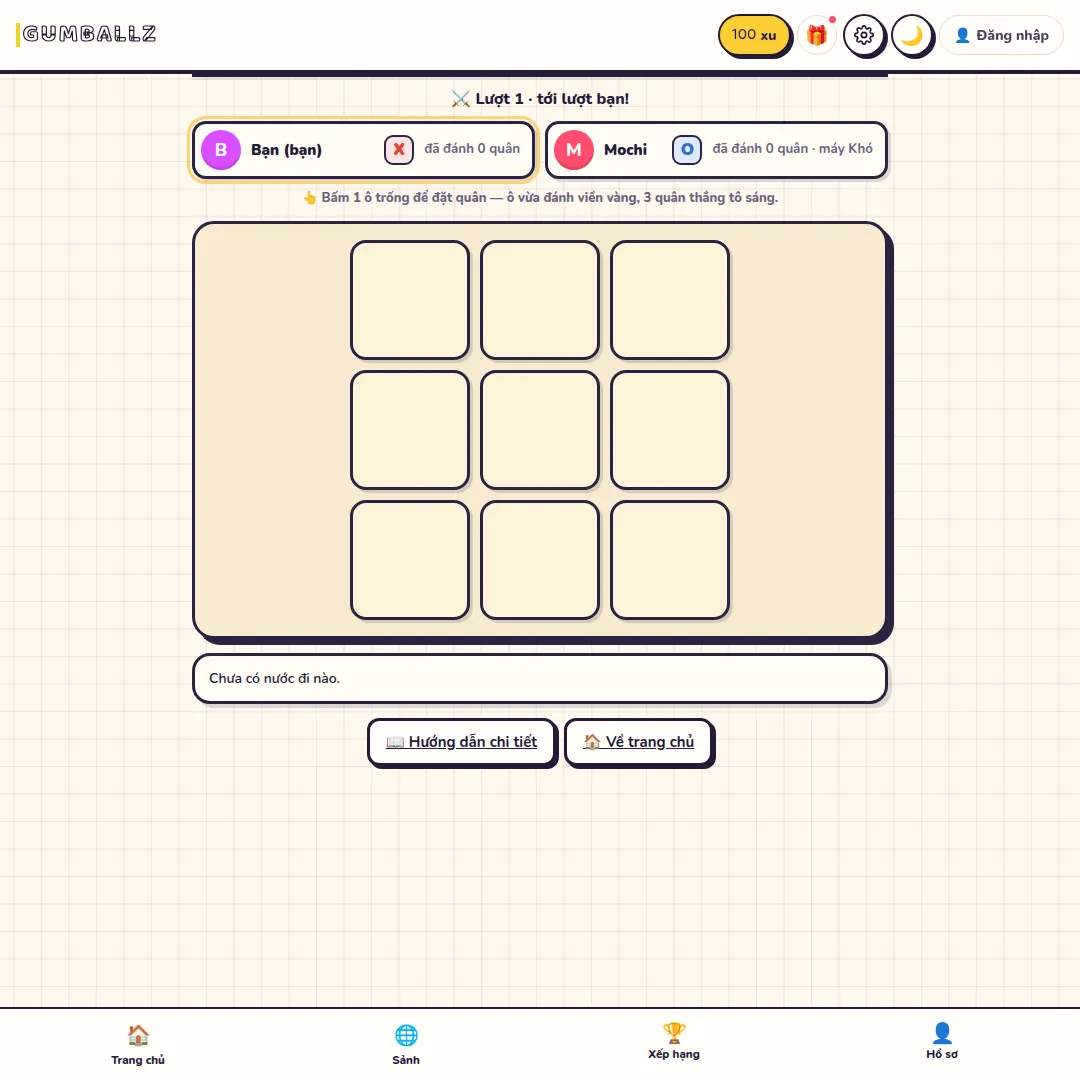 GUMBALLZ
100 xu
Đăng nhập
Lượt 1 · tới lượt bạn!
B
Bạn (bạn)
X
đã đánh 0 quân
M
Mochi
O
đã đánh 0 quân · máy Khó
Bấm 1 ô trống để đặt quân — ô vừa đánh viền vàng, 3 quân thắng tô sáng.
Chưa có nước đi nào.
Hướng dẫn chi tiết
Về trang chủ
Trang chủ
Sảnh
Xếp hạng
Hồ sơ